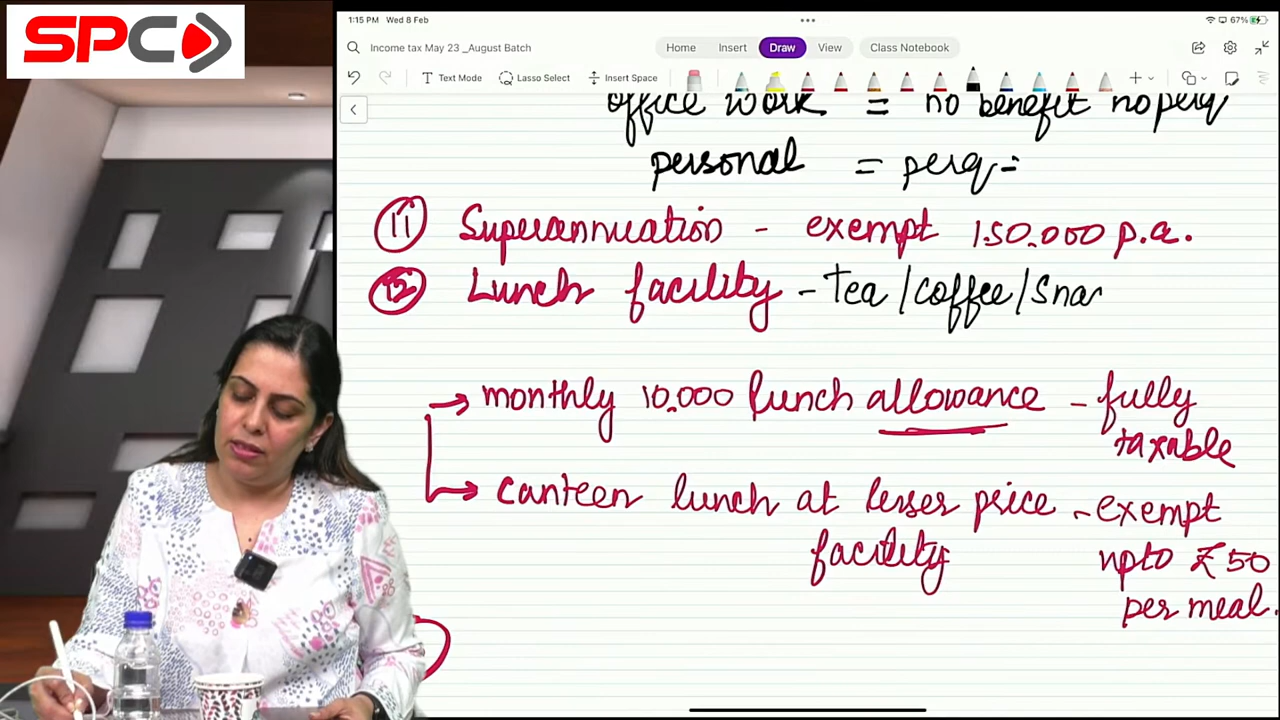 SPC
1:15 PM Wed 8 Feb
67%
Income tax May 23 _August Batch
Home Insert Draw View Class Notebook
Text Mode Lasso Select Insert Space
office work = no benefit no perq
personal = perq =
11 Superannuation - exempt 1.50.000 p.a.
12 Lunch facility - Tea / Coffee / Sna
→ monthly 10.000 lunch allowance - fully
taxable
→ canteen lunch at lesser price - exempt
facility upto ₹50
per meal.